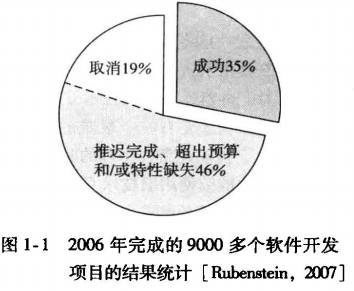 取消19%
成功35%
推迟完成、超出预算
和/或特性缺失46%
图 1-1 2006 年完成的 9000 多个软件开发
项目的结果统计 [Rubenstein, 2007]